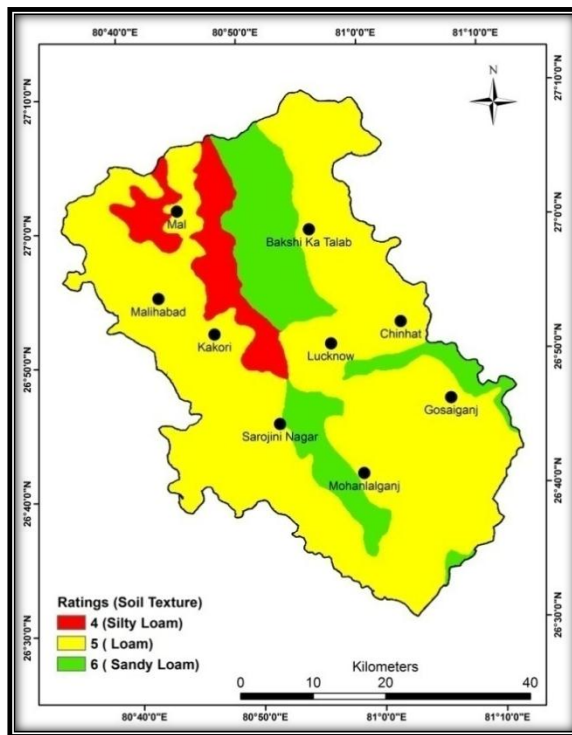 80°40'0"E 80°50'0"E 81°0'0"E 81°10'0"E
N
27°10'0"N
27°10'0"N
27°0'0"N
27°0'0"N
26°50'0"N
26°50'0"N
26°40'0"N
26°40'0"N
26°30'0"N
26°30'0"N
Mal
Bakshi Ka Talab
Malihabad
Chinhat
Kakori
Lucknow
Gosaiganj
Sarojini Nagar
Mohanlalganj
Ratings (Soil Texture)
4 (Silty Loam)
5 ( Loam)
6 ( Sandy Loam)
Kilometers
0 10 20 40
80°40'0"E 80°50'0"E 81°0'0"E 81°10'0"E